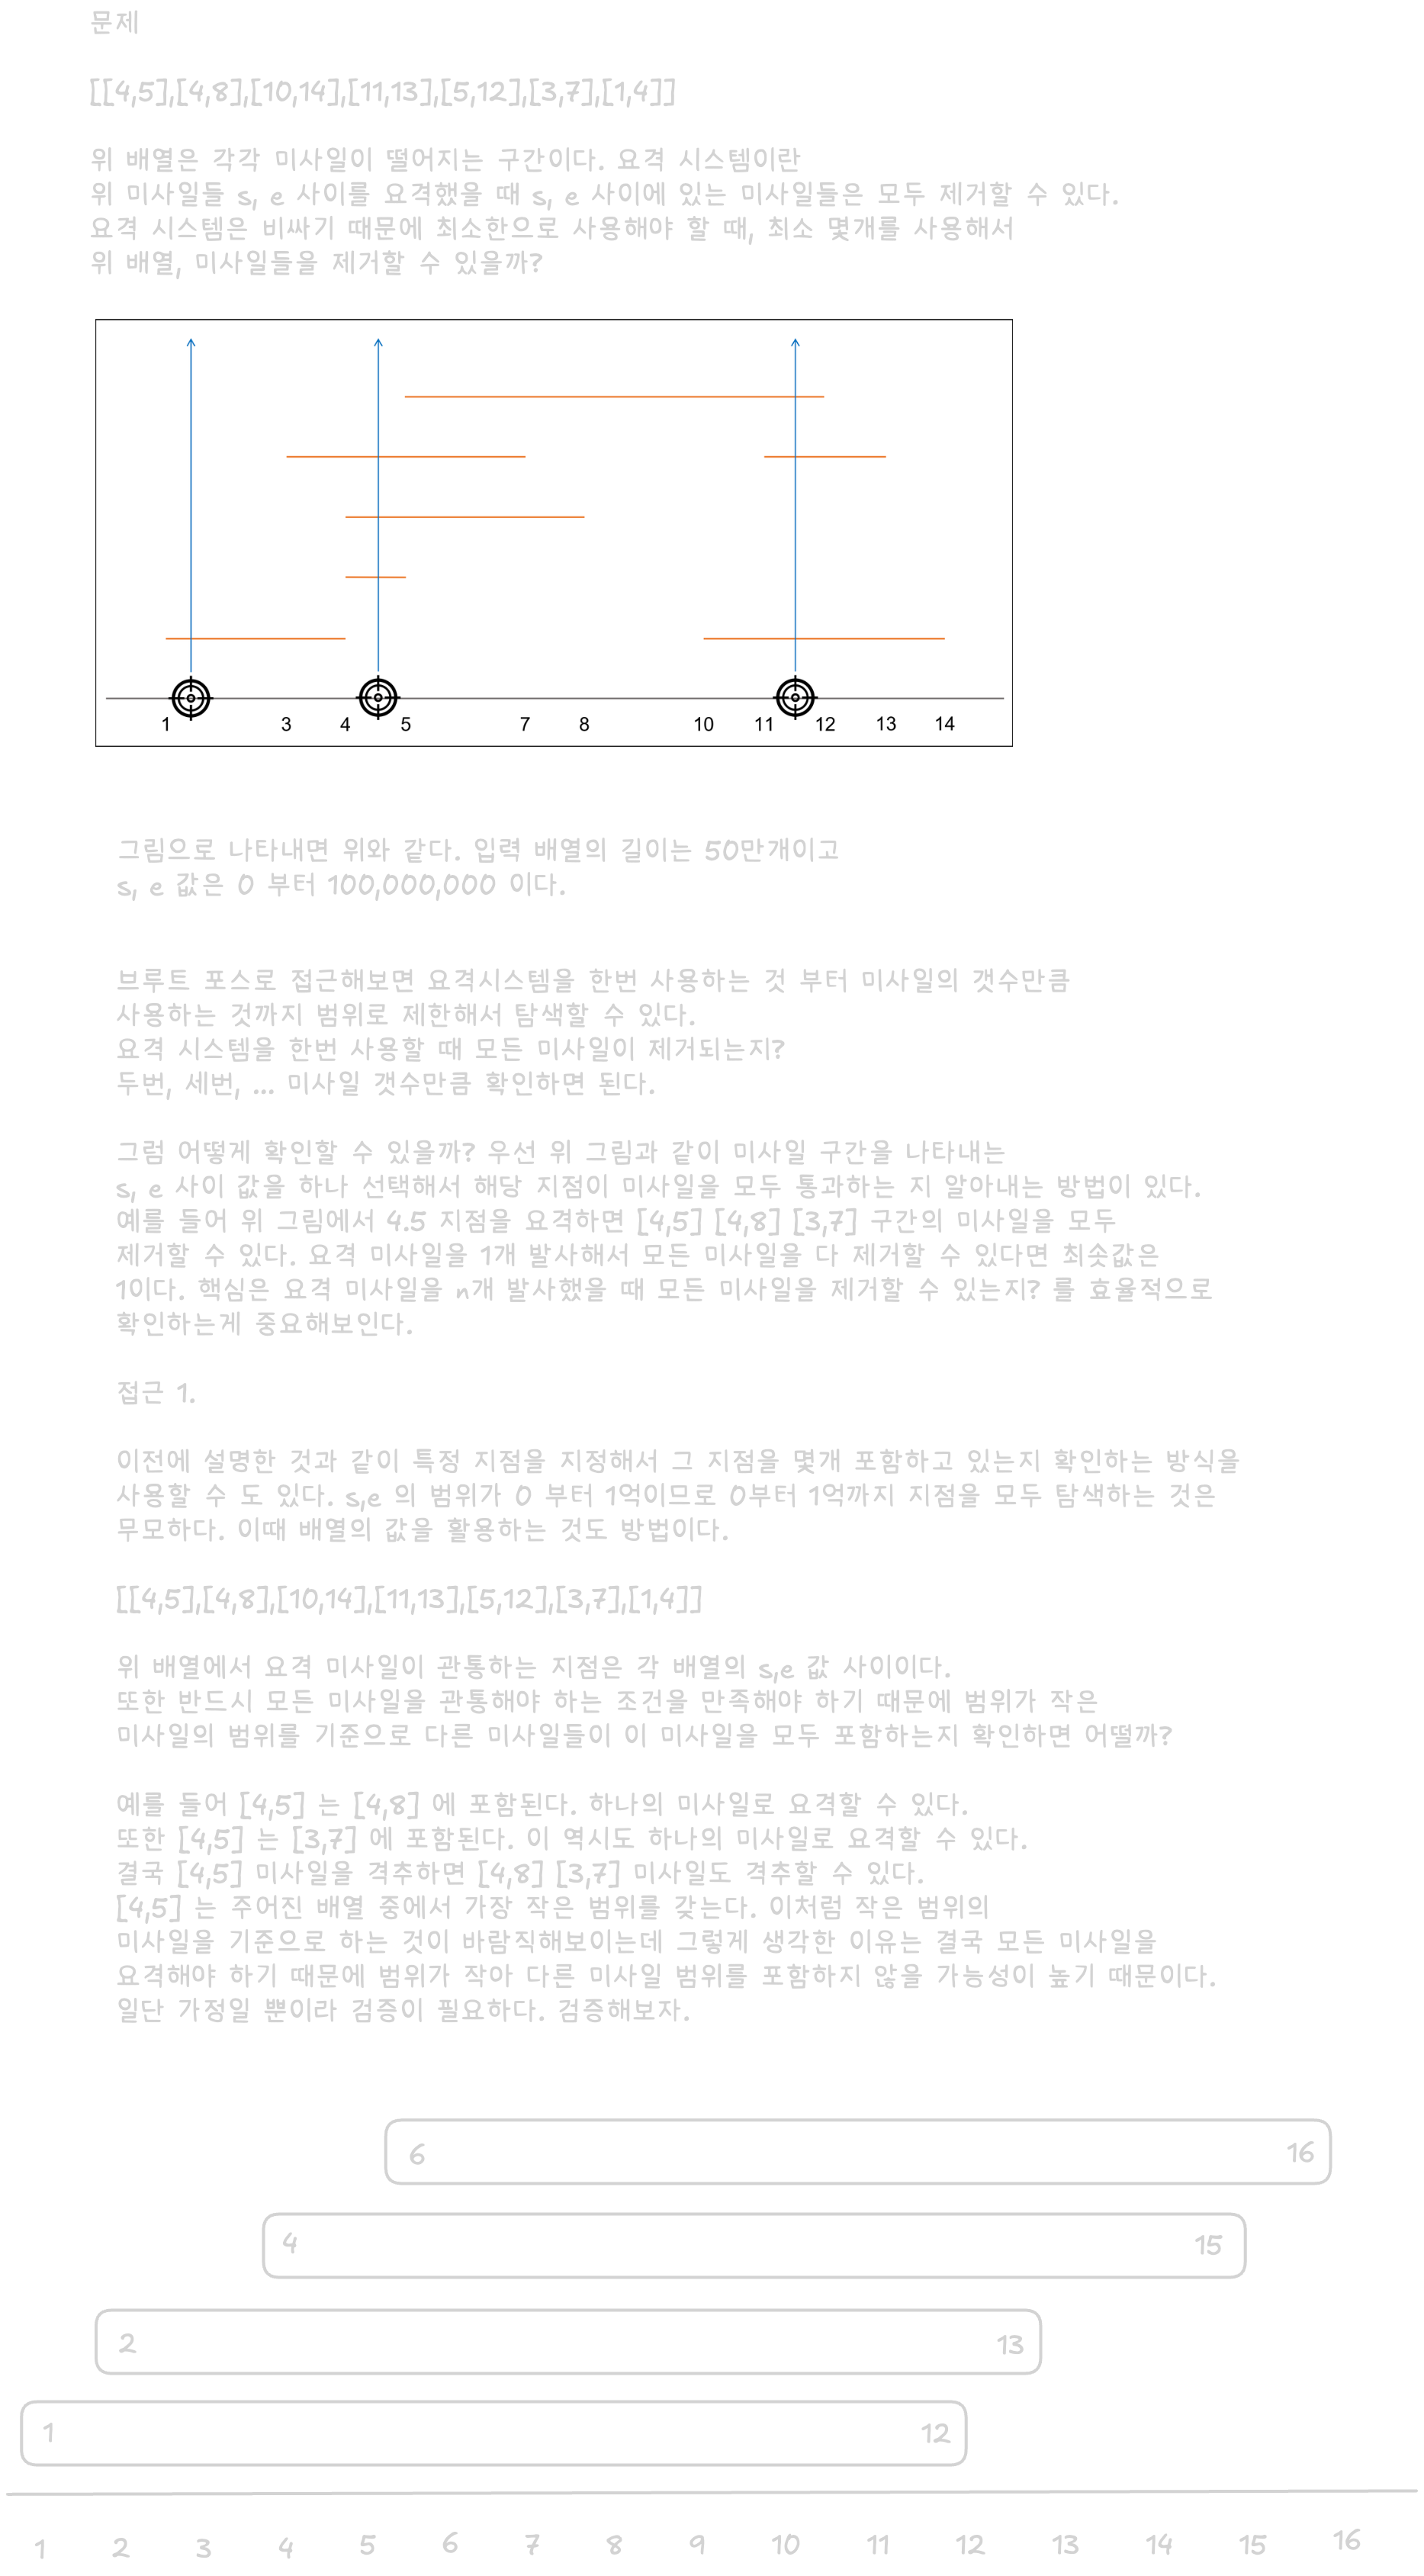 문제
[[4,5],[4,8],[10,14],[11,13],[5,12],[3,7],[1,4]]
위 배열은 각각 미사일이 떨어지는 구간이다. 요격 시스템이란
위 미사일들 s, e 사이를 요격했을 때 s, e 사이에 있는 미사일들은 모두 제거할 수 있다.
요격 시스템은 비싸기 때문에 최소한으로 사용해야 할 때, 최소 몇개를 사용해서
위 배열, 미사일들을 제거할 수 있을까?
1 3 4 5 7 8 10 11 12 13 14
그림으로 나타내면 위와 같다. 입력 배열의 길이는 50만개이고
s, e 값은 0 부터 100,000,000 이다.
브루트 포스로 접근해보면 요격시스템을 한번 사용하는 것 부터 미사일의 갯수만큼
사용하는 것까지 범위로 제한해서 탐색할 수 있다.
요격 시스템을 한번 사용할 때 모든 미사일이 제거되는지?
두번, 세번, ... 미사일 갯수만큼 확인하면 된다.
그럼 어떻게 확인할 수 있을까? 우선 위 그림과 같이 미사일 구간을 나타내는
s, e 사이 값을 하나 선택해서 해당 지점이 미사일을 모두 통과하는 지 알아내는 방법이 있다.
예를 들어 위 그림에서 4.5 지점을 요격하면 [4,5] [4,8] [3,7] 구간의 미사일을 모두
제거할 수 있다. 요격 미사일을 1개 발사해서 모든 미사일을 다 제거할 수 있다면 최솟값은
1이다. 핵심은 요격 미사일을 n개 발사했을 때 모든 미사일을 제거할 수 있는지? 를 효율적으로
확인하는게 중요해보인다.
접근 1.
이전에 설명한 것과 같이 특정 지점을 지정해서 그 지점을 몇개 포함하고 있는지 확인하는 방식을
사용할 수 도 있다. s,e 의 범위가 0 부터 1억이므로 0부터 1억까지 지점을 모두 탐색하는 것은
무모하다. 이때 배열의 값을 활용하는 것도 방법이다.
[[4,5],[4,8],[10,14],[11,13],[5,12],[3,7],[1,4]]
위 배열에서 요격 미사일이 관통하는 지점은 각 배열의 s,e 값 사이이다.
또한 반드시 모든 미사일을 관통해야 하는 조건을 만족해야 하기 때문에 범위가 작은
미사일의 범위를 기준으로 다른 미사일들이 이 미사일을 모두 포함하는지 확인하면 어떨까?
예를 들어 [4,5] 는 [4,8] 에 포함된다. 하나의 미사일로 요격할 수 있다.
또한 [4,5] 는 [3,7] 에 포함된다. 이 역시도 하나의 미사일로 요격할 수 있다.
결국 [4,5] 미사일을 격추하면 [4,8] [3,7] 미사일도 격추할 수 있다.
[4,5] 는 주어진 배열 중에서 가장 작은 범위를 갖는다. 이처럼 작은 범위의
미사일을 기준으로 하는 것이 바람직해보이는데 그렇게 생각한 이유는 결국 모든 미사일을
요격해야 하기 때문에 범위가 작아 다른 미사일 범위를 포함하지 않을 가능성이 높기 때문이다.
일단 가정일 뿐이라 검증이 필요하다. 검증해보자.
6 16
4 15
2 13
1 12
1 2 3 4 5 6 7 8 9 10 11 12 13 14 15 16